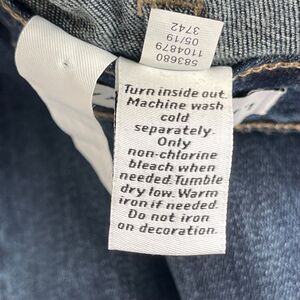 583680
1104879
05/19
3742
Turn inside out.
Machine wash
cold
separately.
Only
non-chlorine
bleach when
needed. Tumble
dry low. Warm
iron if needed.
Do not iron
on decoration.